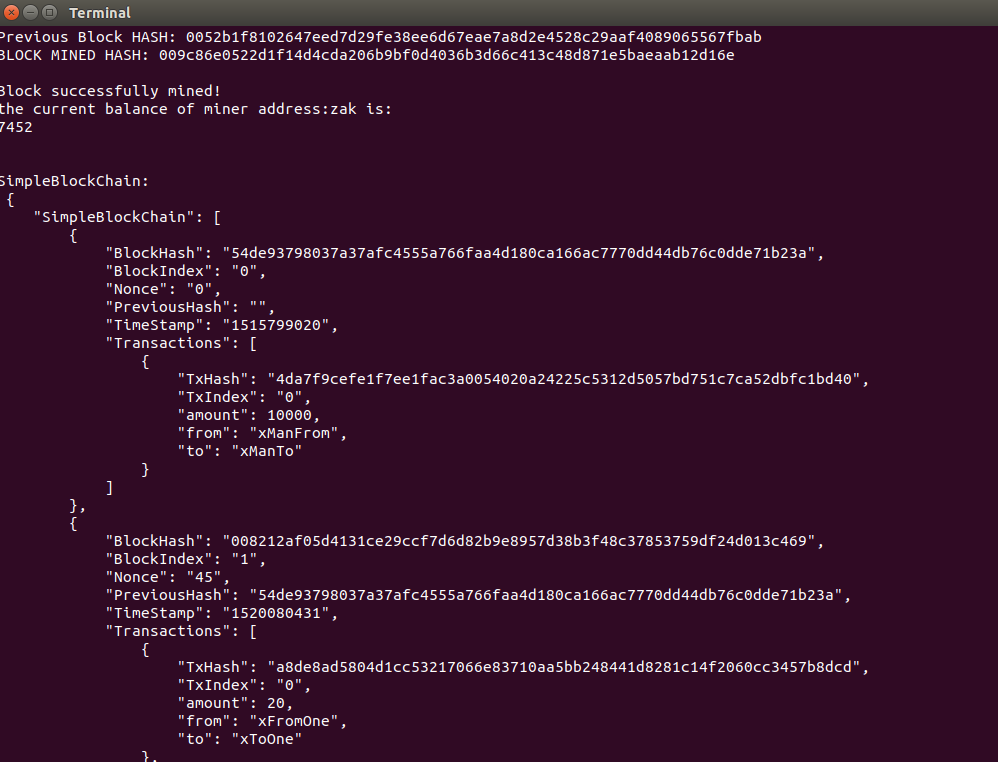 Terminal
Previous Block HASH: 0052b1f8102647eed7d29fe38ee6d67eae7a8d2e4528c29aaf4089065567fbab
BLOCK MINED HASH: 009c86e0522d1f14d4cda206b9bf0d4036b3d66c413c48d871e5baeaab12d16e
Block successfully mined!
the current balance of miner address:zak is:
7452
SimpleBlockChain:
{
"SimpleBlockChain": [
{
"BlockHash": "54de93798037a37afc4555a766faa4d180ca166ac7770dd44db76c0dde71b23a",
"BlockIndex": "0",
"Nonce": "0",
"PreviousHash": "",
"TimeStamp": "1515799020",
"Transactions": [
{
"TxHash": "4da7f9cefe1f7ee1fac3a0054020a24225c5312d5057bd751c7ca52dbfc1bd40",
"TxIndex": "0",
"amount": 10000,
"from": "xManFrom",
"to": "xManTo"
}
]
},
{
"BlockHash": "008212af05d4131ce29ccf7d6d82b9e8957d38b3f48c37853759df24d013c469",
"BlockIndex": "1",
"Nonce": "45",
"PreviousHash": "54de93798037a37afc4555a766faa4d180ca166ac7770dd44db76c0dde71b23a",
"TimeStamp": "1520080431",
"Transactions": [
{
"TxHash": "a8de8ad5804d1cc53217066e83710aa5bb248441d8281c14f2060cc3457b8dcd",
"TxIndex": "0",
"amount": 20,
"from": "xFromOne",
"to": "xToOne"
},